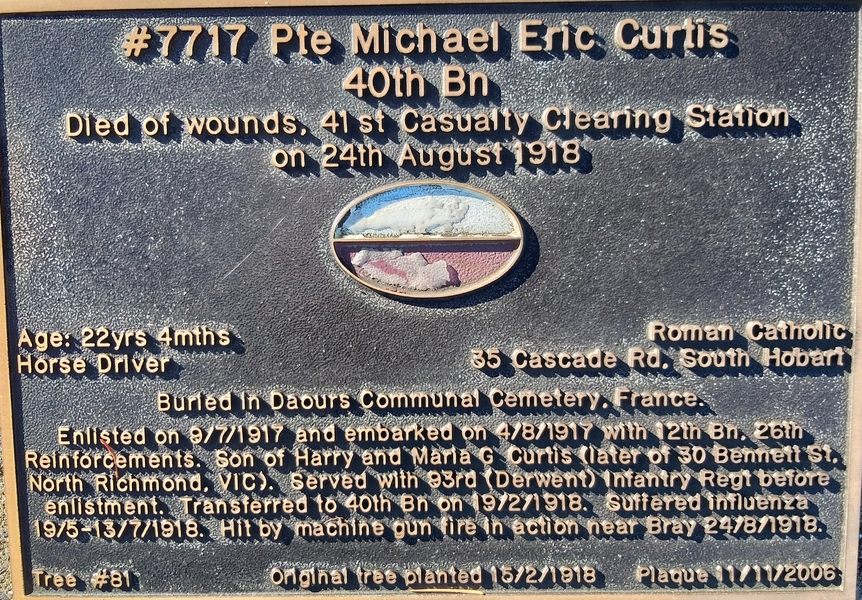 #7717 Pte Michael Eric Curtis
40th Bn
Died of wounds, 41st Casualty Clearing Station
on 24th August 1918
Age: 22yrs 4mths
Roman Catholic
Horse Driver
35 Cascade Rd, South Hobart
Buried in Daours Communal Cemetery, France.
Enlisted on 9/7/1917 and embarked on 4/8/1917 with 12th Bn, 26th
Reinforcements. Son of Harry and Maria G Curtis (later of 30 Bennett St,
North Richmond, VIC). Served with 93rd (Derwent) Infantry Regt before
enlistment. Transferred to 40th Bn on 19/2/1918. Suffered influenza
19/5-13/7/1918. Hit by machine gun fire in action near Bray 24/8/1918.
Tree #81
Original tree planted 15/2/1918
Plaque 11/11/2006